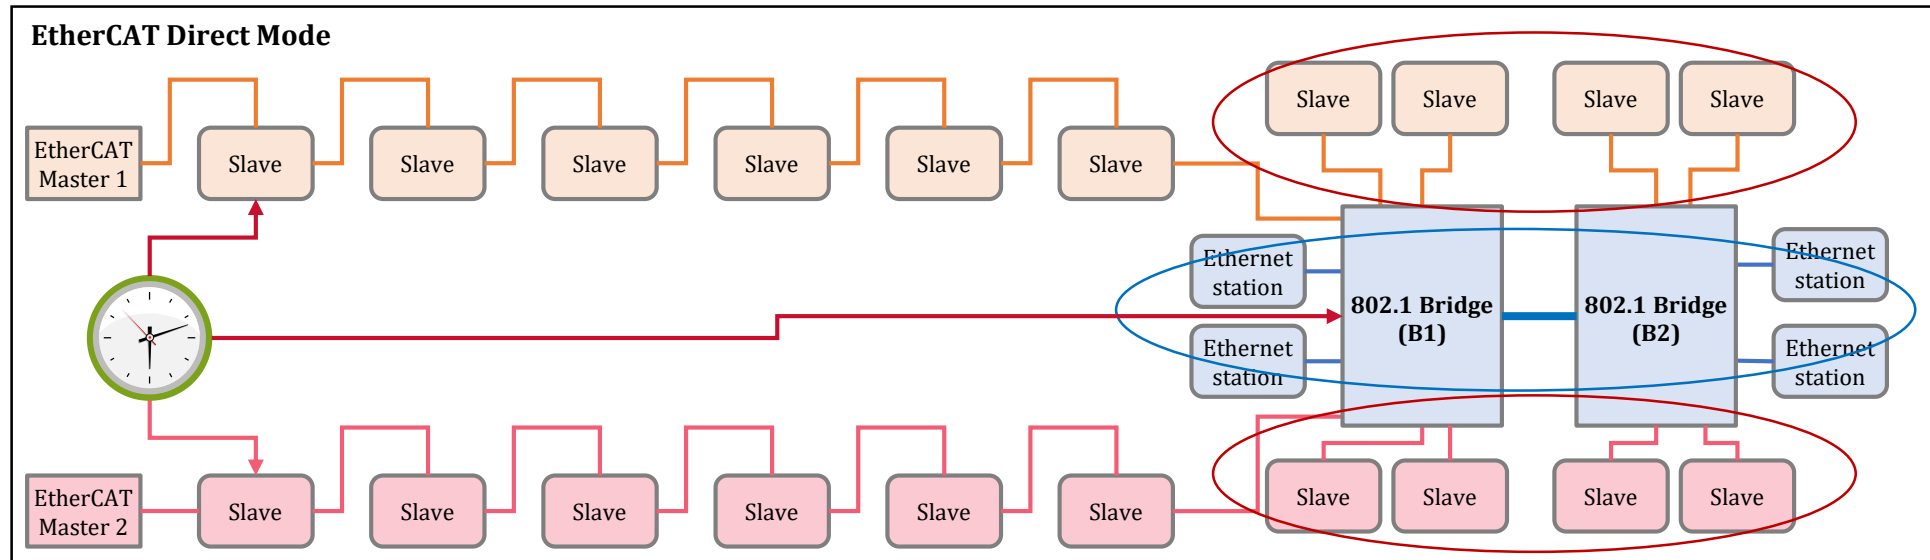 EtherCAT Direct Mode
Slave
Slave
Slave
Slave
EtherCAT
Master 1
Slave
Slave
Slave
Slave
Slave
Slave
Ethernet
station
Ethernet
station
802.1 Bridge
(B1)
802.1 Bridge
(B2)
Ethernet
station
Ethernet
station
EtherCAT
Master 2
Slave
Slave
Slave
Slave
Slave
Slave
Slave
Slave
Slave
Slave